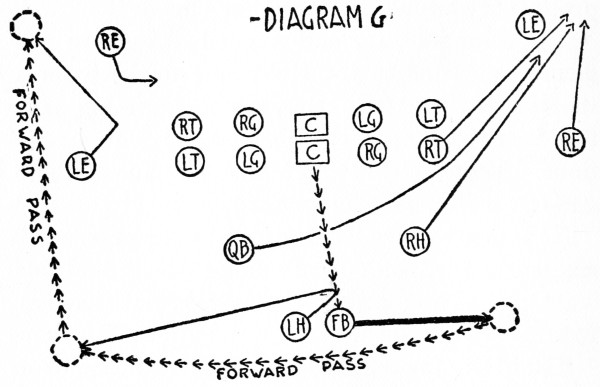 -DIAGRAM G.
RE
LE
RT RG C LG LT
LE LT LG C RG RT RE
QB RH
LH FB
FORWARD PASS
FORWARD PASS